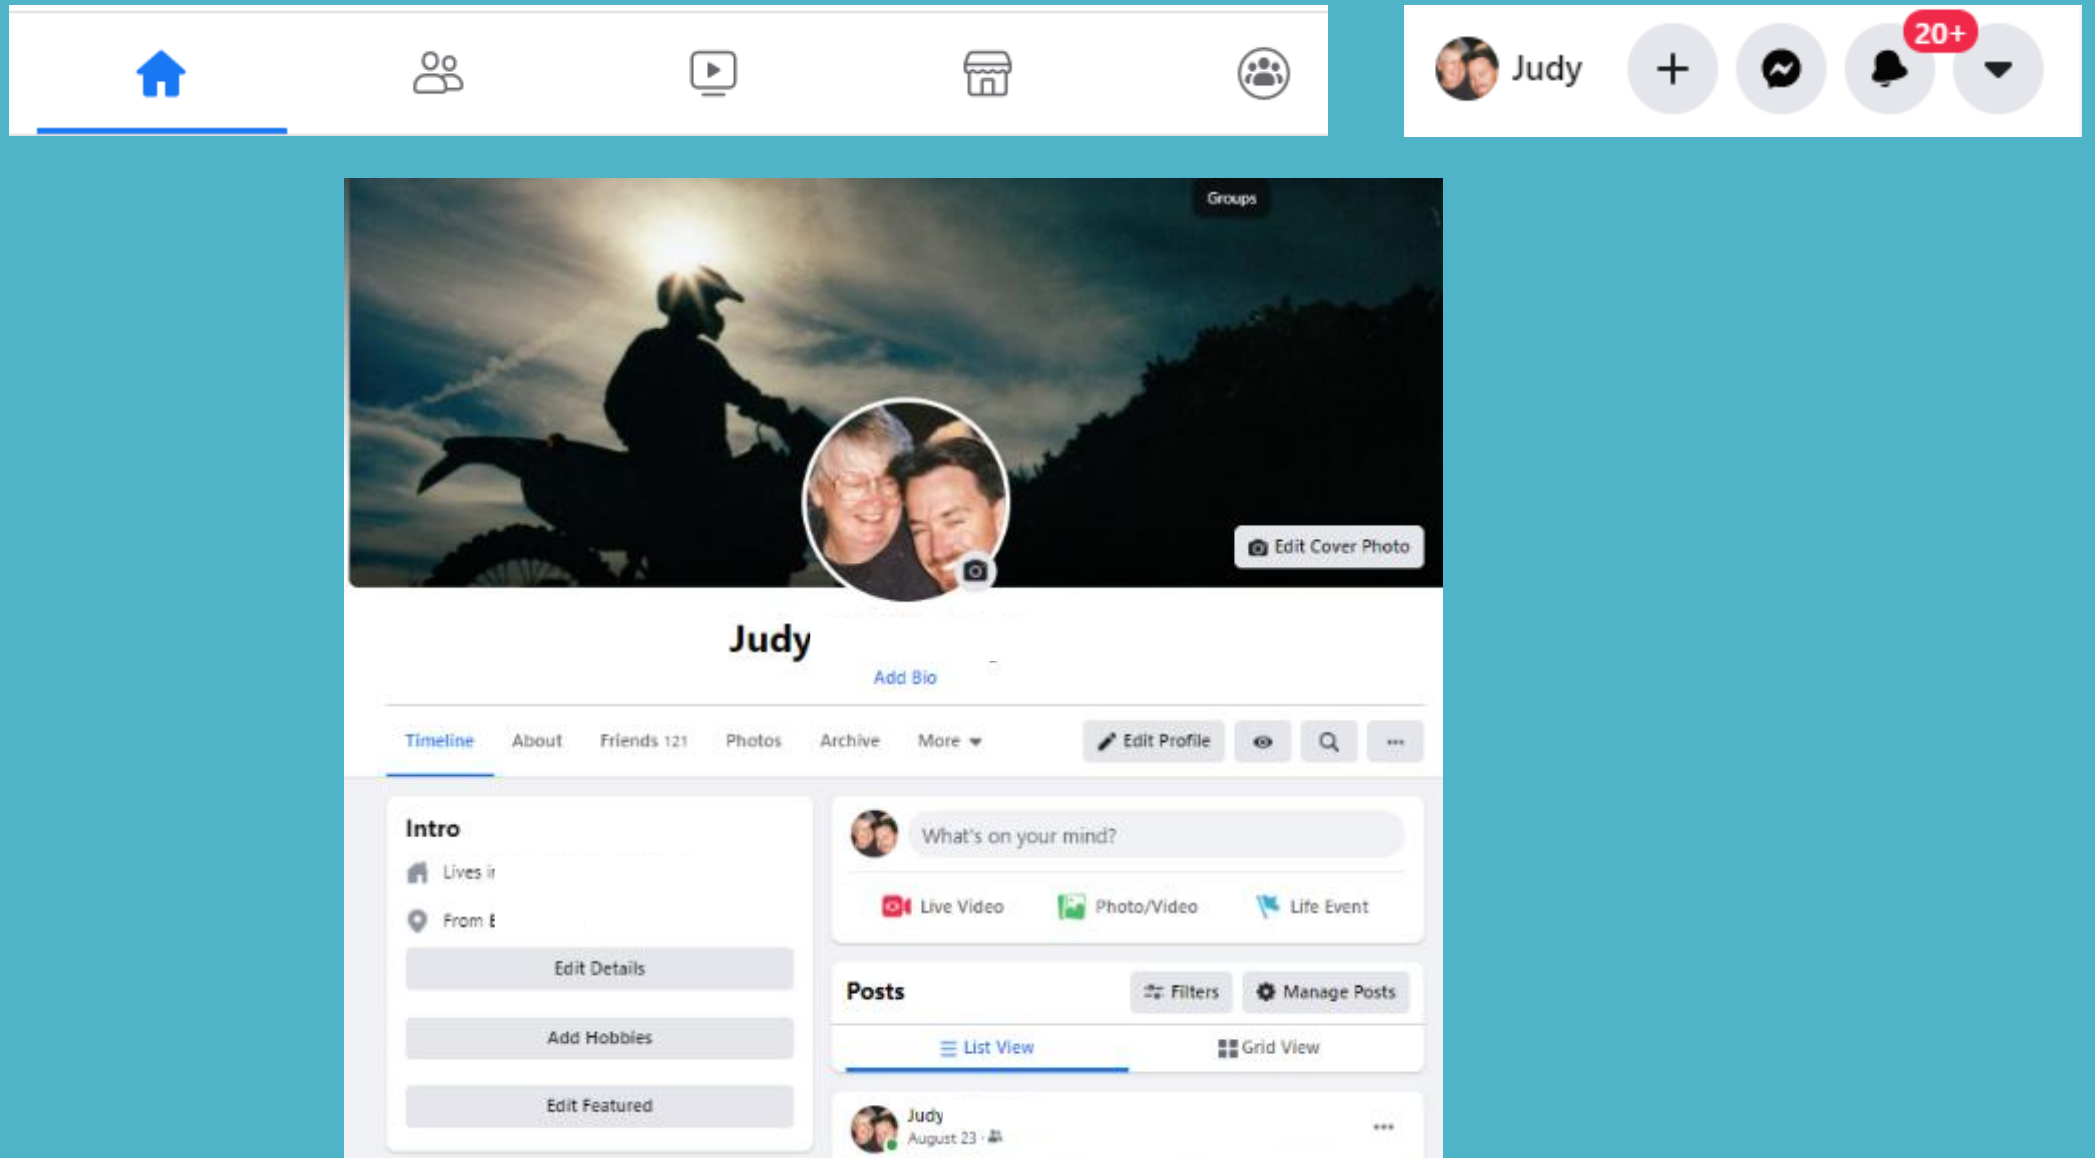 Judy
20+
Groups
Edit Cover Photo
Judy
Add Bio
Timeline About Friends 121 Photos Archive More
Edit Profile
Intro
Lives
From
Edit Details
Add Hobbies
Edit Featured
What's on your mind?
Live Video Photo/Video Life Event
Posts Filters Manage Posts
List View Grid View
Judy
August 23 ·